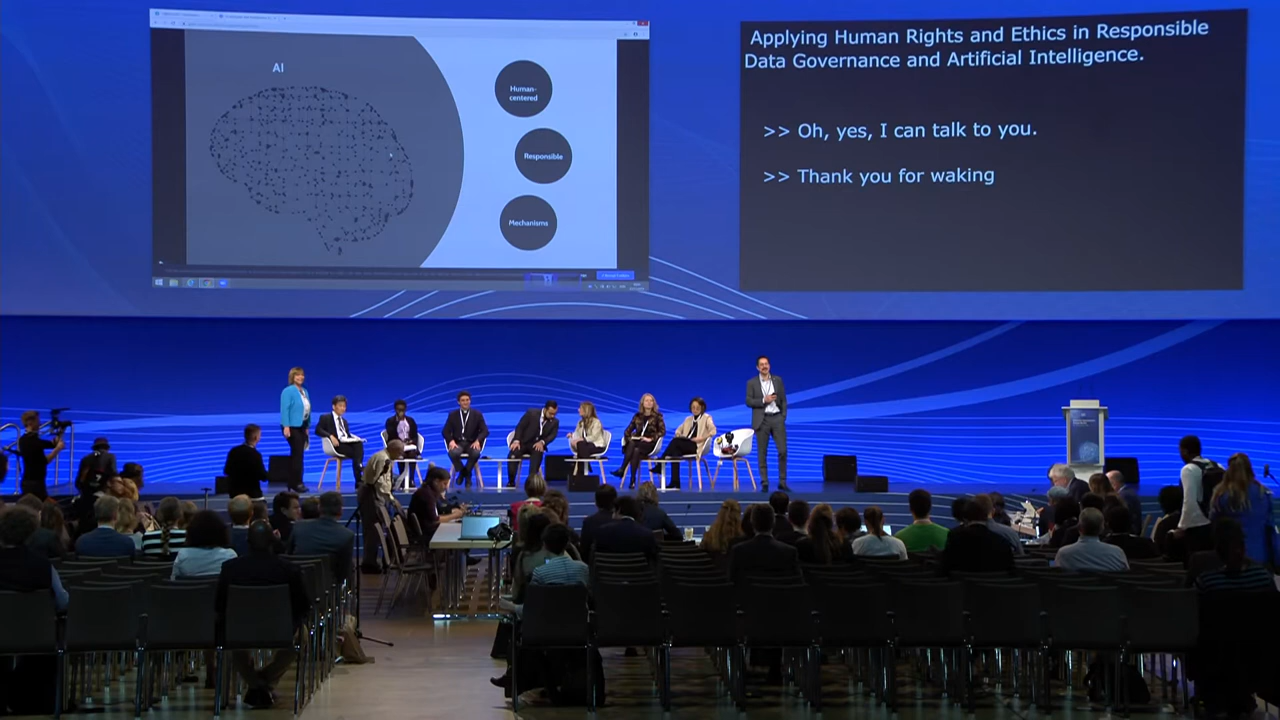 AI
Human-
centered
Responsible
Mechanisms
Applying Human Rights and Ethics in Responsible
Data Governance and Artificial Intelligence.
>> Oh, yes, I can talk to you.
>> Thank you for waking